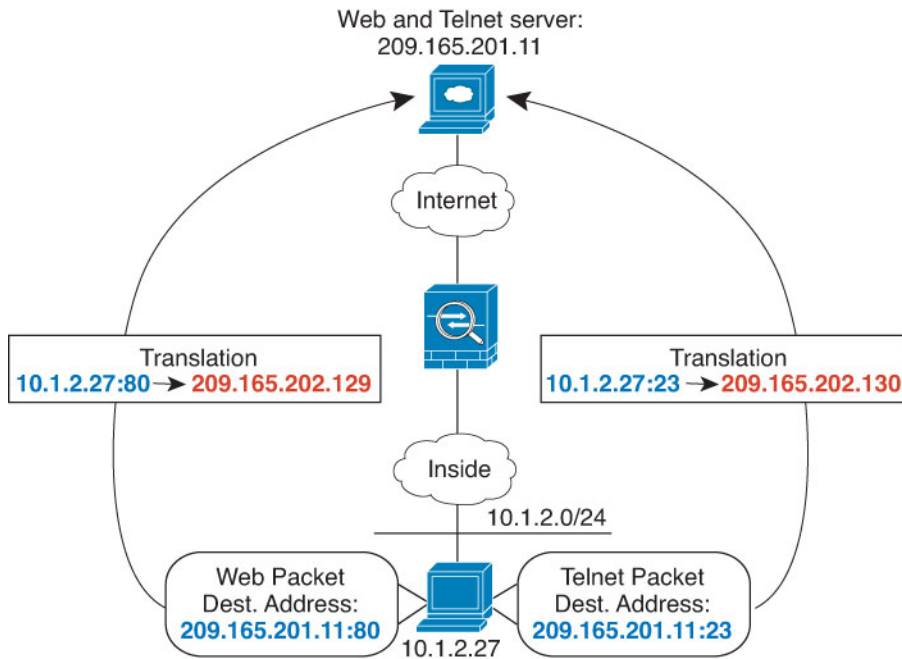 Web and Telnet server:
209.165.201.11
Internet
Translation
10.1.2.27:80 → 209.165.202.129
Translation
10.1.2.27:23 → 209.165.202.130
Inside
10.1.2.0/24
Web Packet
Dest. Address:
209.165.201.11:80
Telnet Packet
Dest. Address:
209.165.201.11:23
10.1.2.27